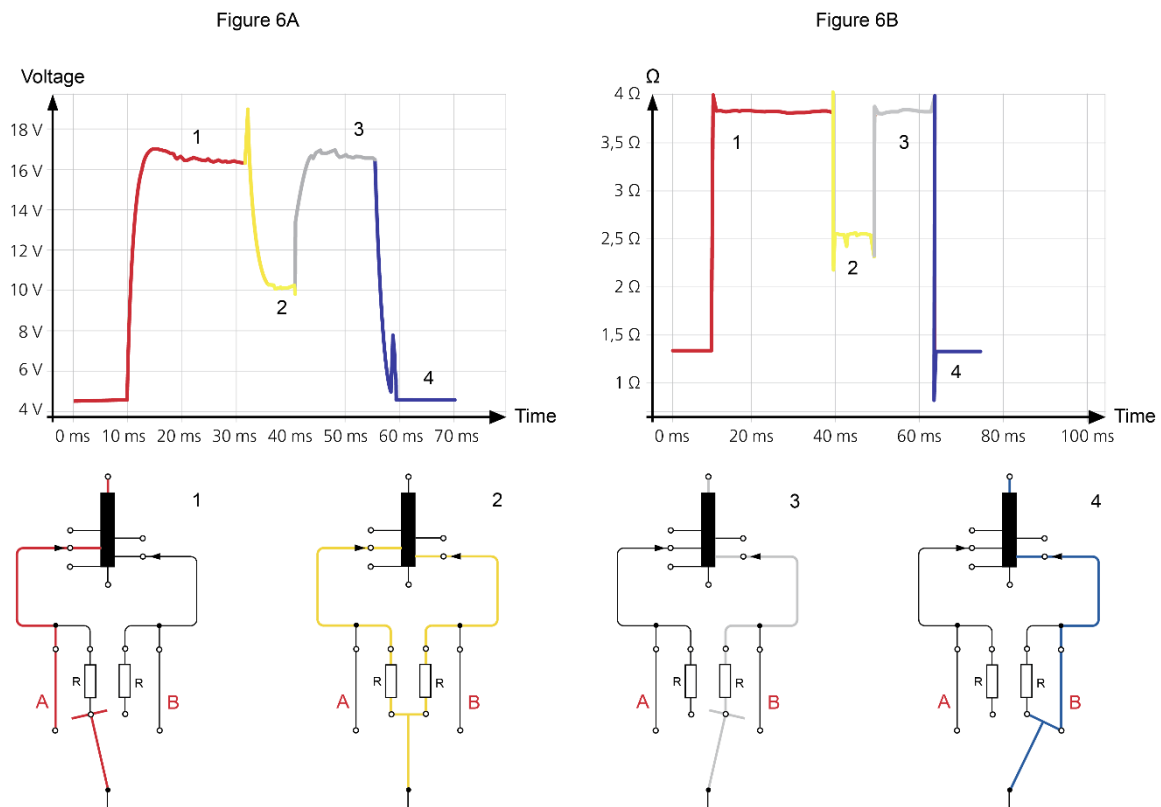 Figure 6A
Figure 6B
Voltage
18 V
16 V
14 V
12 V
10 V
8 V
6 V
4 V
1
2
3
4
Time
0 ms 10 ms 20 ms 30 ms 40 ms 50 ms 60 ms 70 ms
Ω
4 Ω
3,5 Ω
3 Ω
2,5 Ω
2 Ω
1,5 Ω
1 Ω
1
2
3
4
Time
0 ms 20 ms 40 ms 60 ms 80 ms 100 ms
1
A
R
R
B
2
A
R
R
B
3
A
R
R
B
4
A
R
R
B